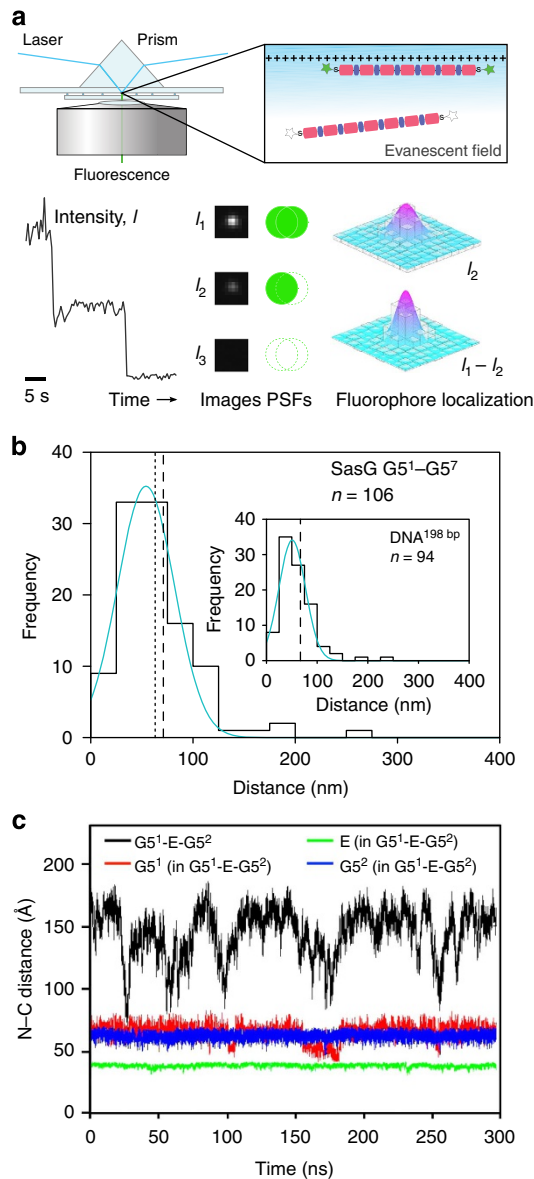 a
Laser Prism
+++++++++++++++++++++++++++
S S
S S
Evanescent field
Fluorescence
Intensity, I
I1
I2
I3
I2
I1 – I2
5 s
Time → Images PSFs Fluorophore localization
b
40
30
20
10
0
Frequency
SasG G5¹–G5⁷
n = 106
40
30
20
10
0
Frequency
DNA¹⁹⁸ ᵇᵖ
n = 94
0 100 200 300 400
Distance (nm)
0 100 200 300 400
Distance (nm)
c
G5¹-E-G5² E (in G5¹-E-G5²)
G5¹ (in G5¹-E-G5²) G5² (in G5¹-E-G5²)
200
150
100
50
0
N–C distance (Å)
0 50 100 150 200 250 300
Time (ns)